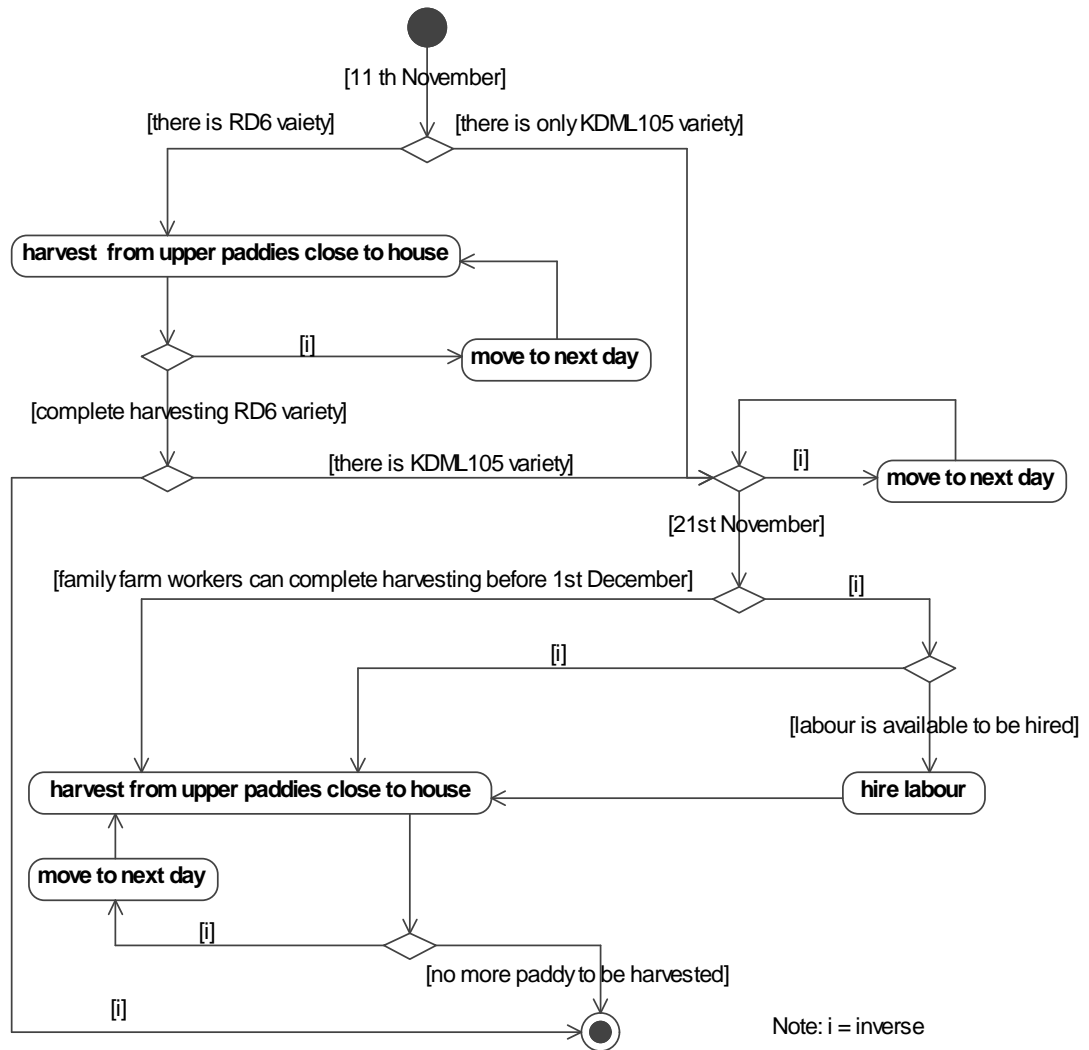 [11 th November]
[there is RD6 vaiety]
[there is only KDML105 variety]
harvest from upper paddies close to house
[i]
move to next day
[complete harvesting RD6 variety]
[there is KDML105 variety]
[i]
move to next day
[21st November]
[family farm workers can complete harvesting before 1st December]
[i]
[i]
[labour is available to be hired]
harvest from upper paddies close to house
hire labour
move to next day
[i]
[no more paddy to be harvested]
[i]
Note: i = inverse